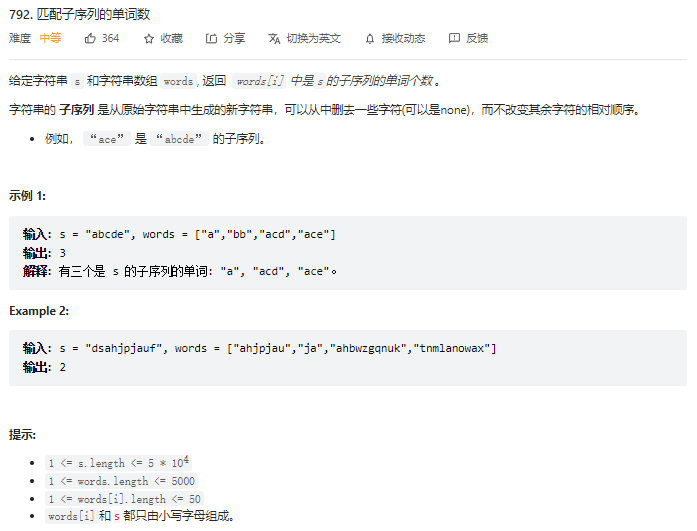 792. 匹配子序列的单词数
难度 中等 364 收藏 分享 切换为英文 接收动态 反馈
给定字符串 s 和字符串数组 words, 返回 words[i] 中是 s 的子序列的单词个数 。
字符串的 子序列 是从原始字符串中生成的新字符串，可以从中删去一些字符(可以是none)，而不改变其余字符的相对顺序。
• 例如， “ace” 是 “abcde” 的子序列。
示例 1:
输入: s = "abcde", words = ["a","bb","acd","ace"]
输出: 3
解释: 有三个是 s 的子序列的单词: "a", "acd", "ace"。
Example 2:
输入: s = "dsahjpjauf", words = ["ahjpjau","ja","ahbwzgqnuk","tnmlanowax"]
输出: 2
提示:
• 1 <= s.length <= 5 * 10⁴
• 1 <= words.length <= 5000
• 1 <= words[i].length <= 50
• words[i]和 s 都只由小写字母组成。